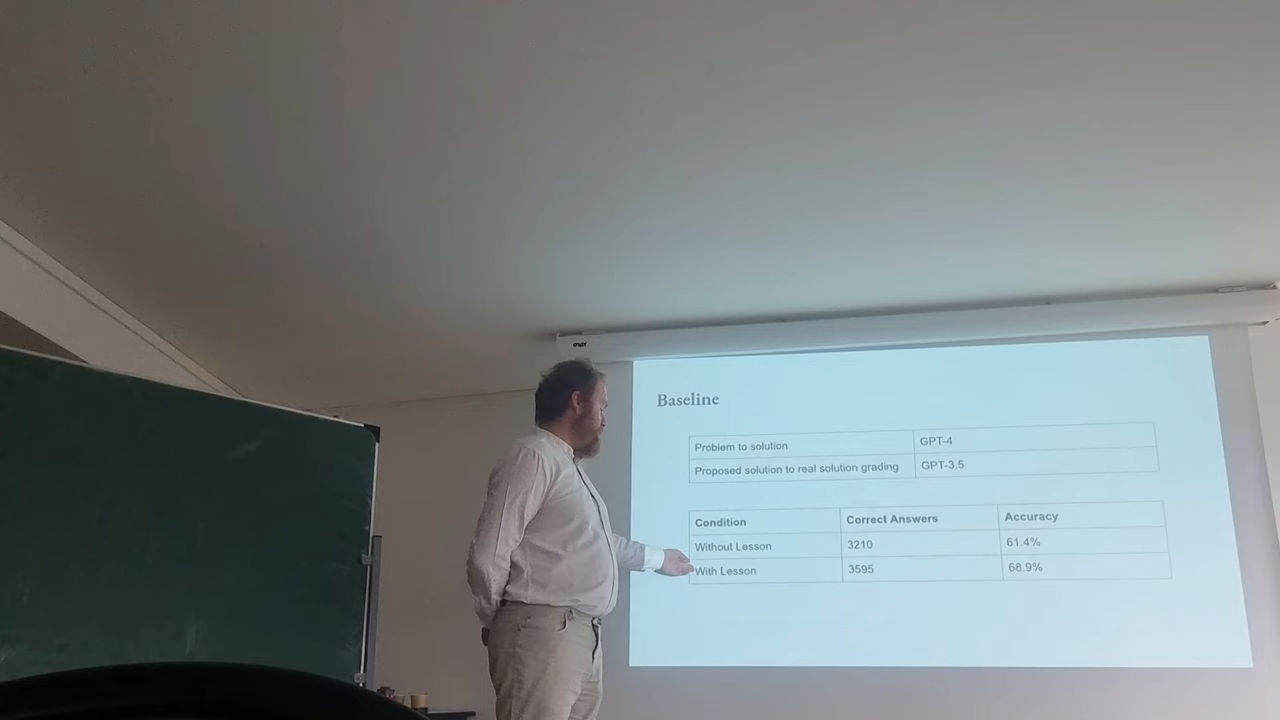 Baseline
Problem to solution GPT-4
Proposed solution to real solution grading GPT-3.5
Condition Correct Answers Accuracy
Without Lesson 3210 61.4%
With Lesson 3595 68.9%